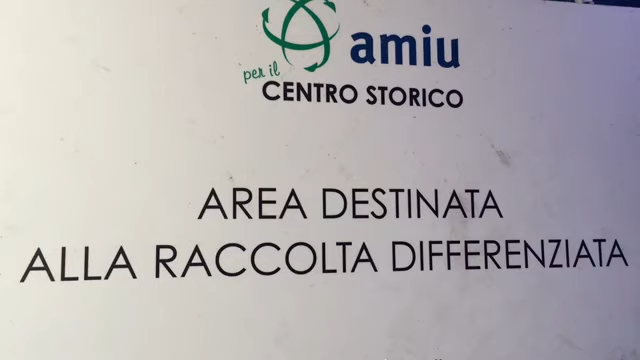 amiu
per il
CENTRO STORICO
AREA DESTINATA
ALLA RACCOLTA DIFFERENZIATA